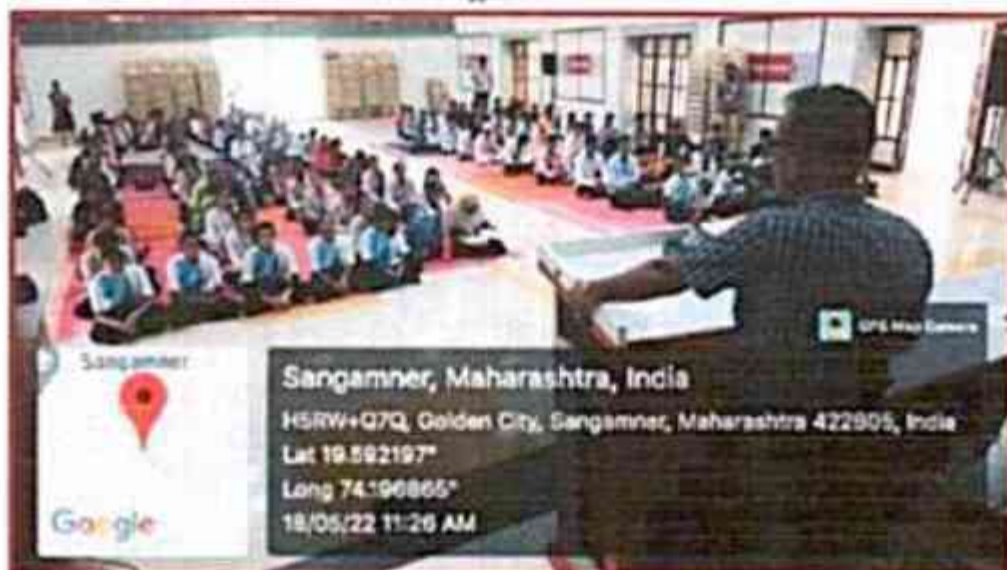 GPS Map Camera
Sangamner
Google
Sangamner, Maharashtra, India
H5RW+Q7Q, Golden City, Sangamner, Maharashtra 422605, India
Lat 19.592197°
Long 74.196865°
18/05/22 11:26 AM